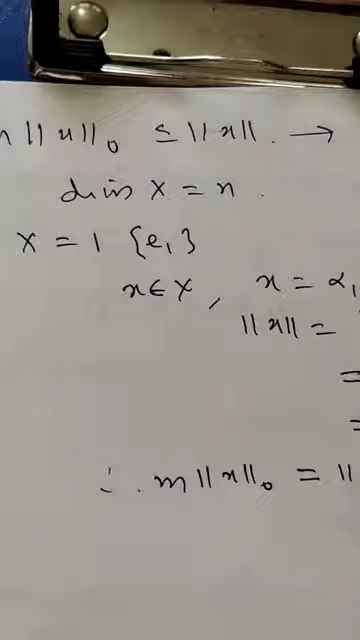 m ||x||₀ ≤ ||x||. →
dim X = n.
X = 1 {e₁}
x ∈ X, x = α₁
||x|| =
=
=
∴ m ||x||₀ = ||